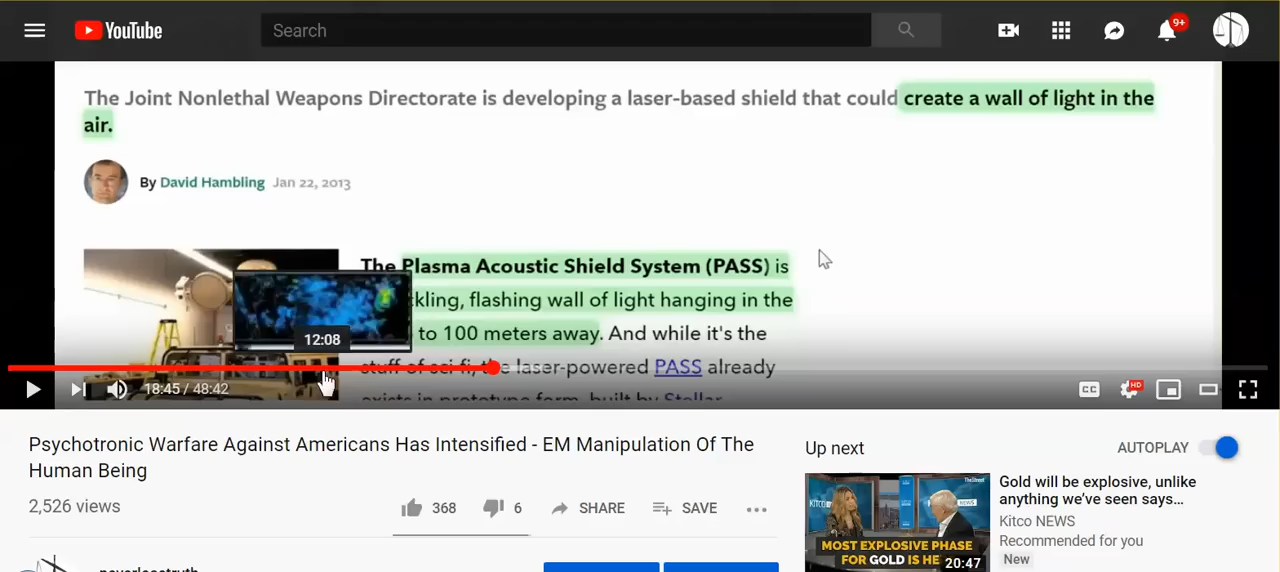 YouTube
Search
9+
The Joint Nonlethal Weapons Directorate is developing a laser-based shield that could create a wall of light in the
air.
By David Hambling Jan 22, 2013
The Plasma Acoustic Shield System (PASS) is
ckling, flashing wall of light hanging in the
to 100 meters away. And while it's the
stuff of sci fi, the laser-powered PASS already
exists in prototype form, built by Stellar
12:08
18:45 / 48:42
CC
HD
Psychotronic Warfare Against Americans Has Intensified - EM Manipulation Of The
Human Being
2,526 views
368
6
SHARE
SAVE
Up next
AUTOPLAY
Gold will be explosive, unlike
anything we've seen says...
Kitco NEWS
Recommended for you
New
MOST EXPLOSIVE PHASE
FOR GOLD IS HE
20:47